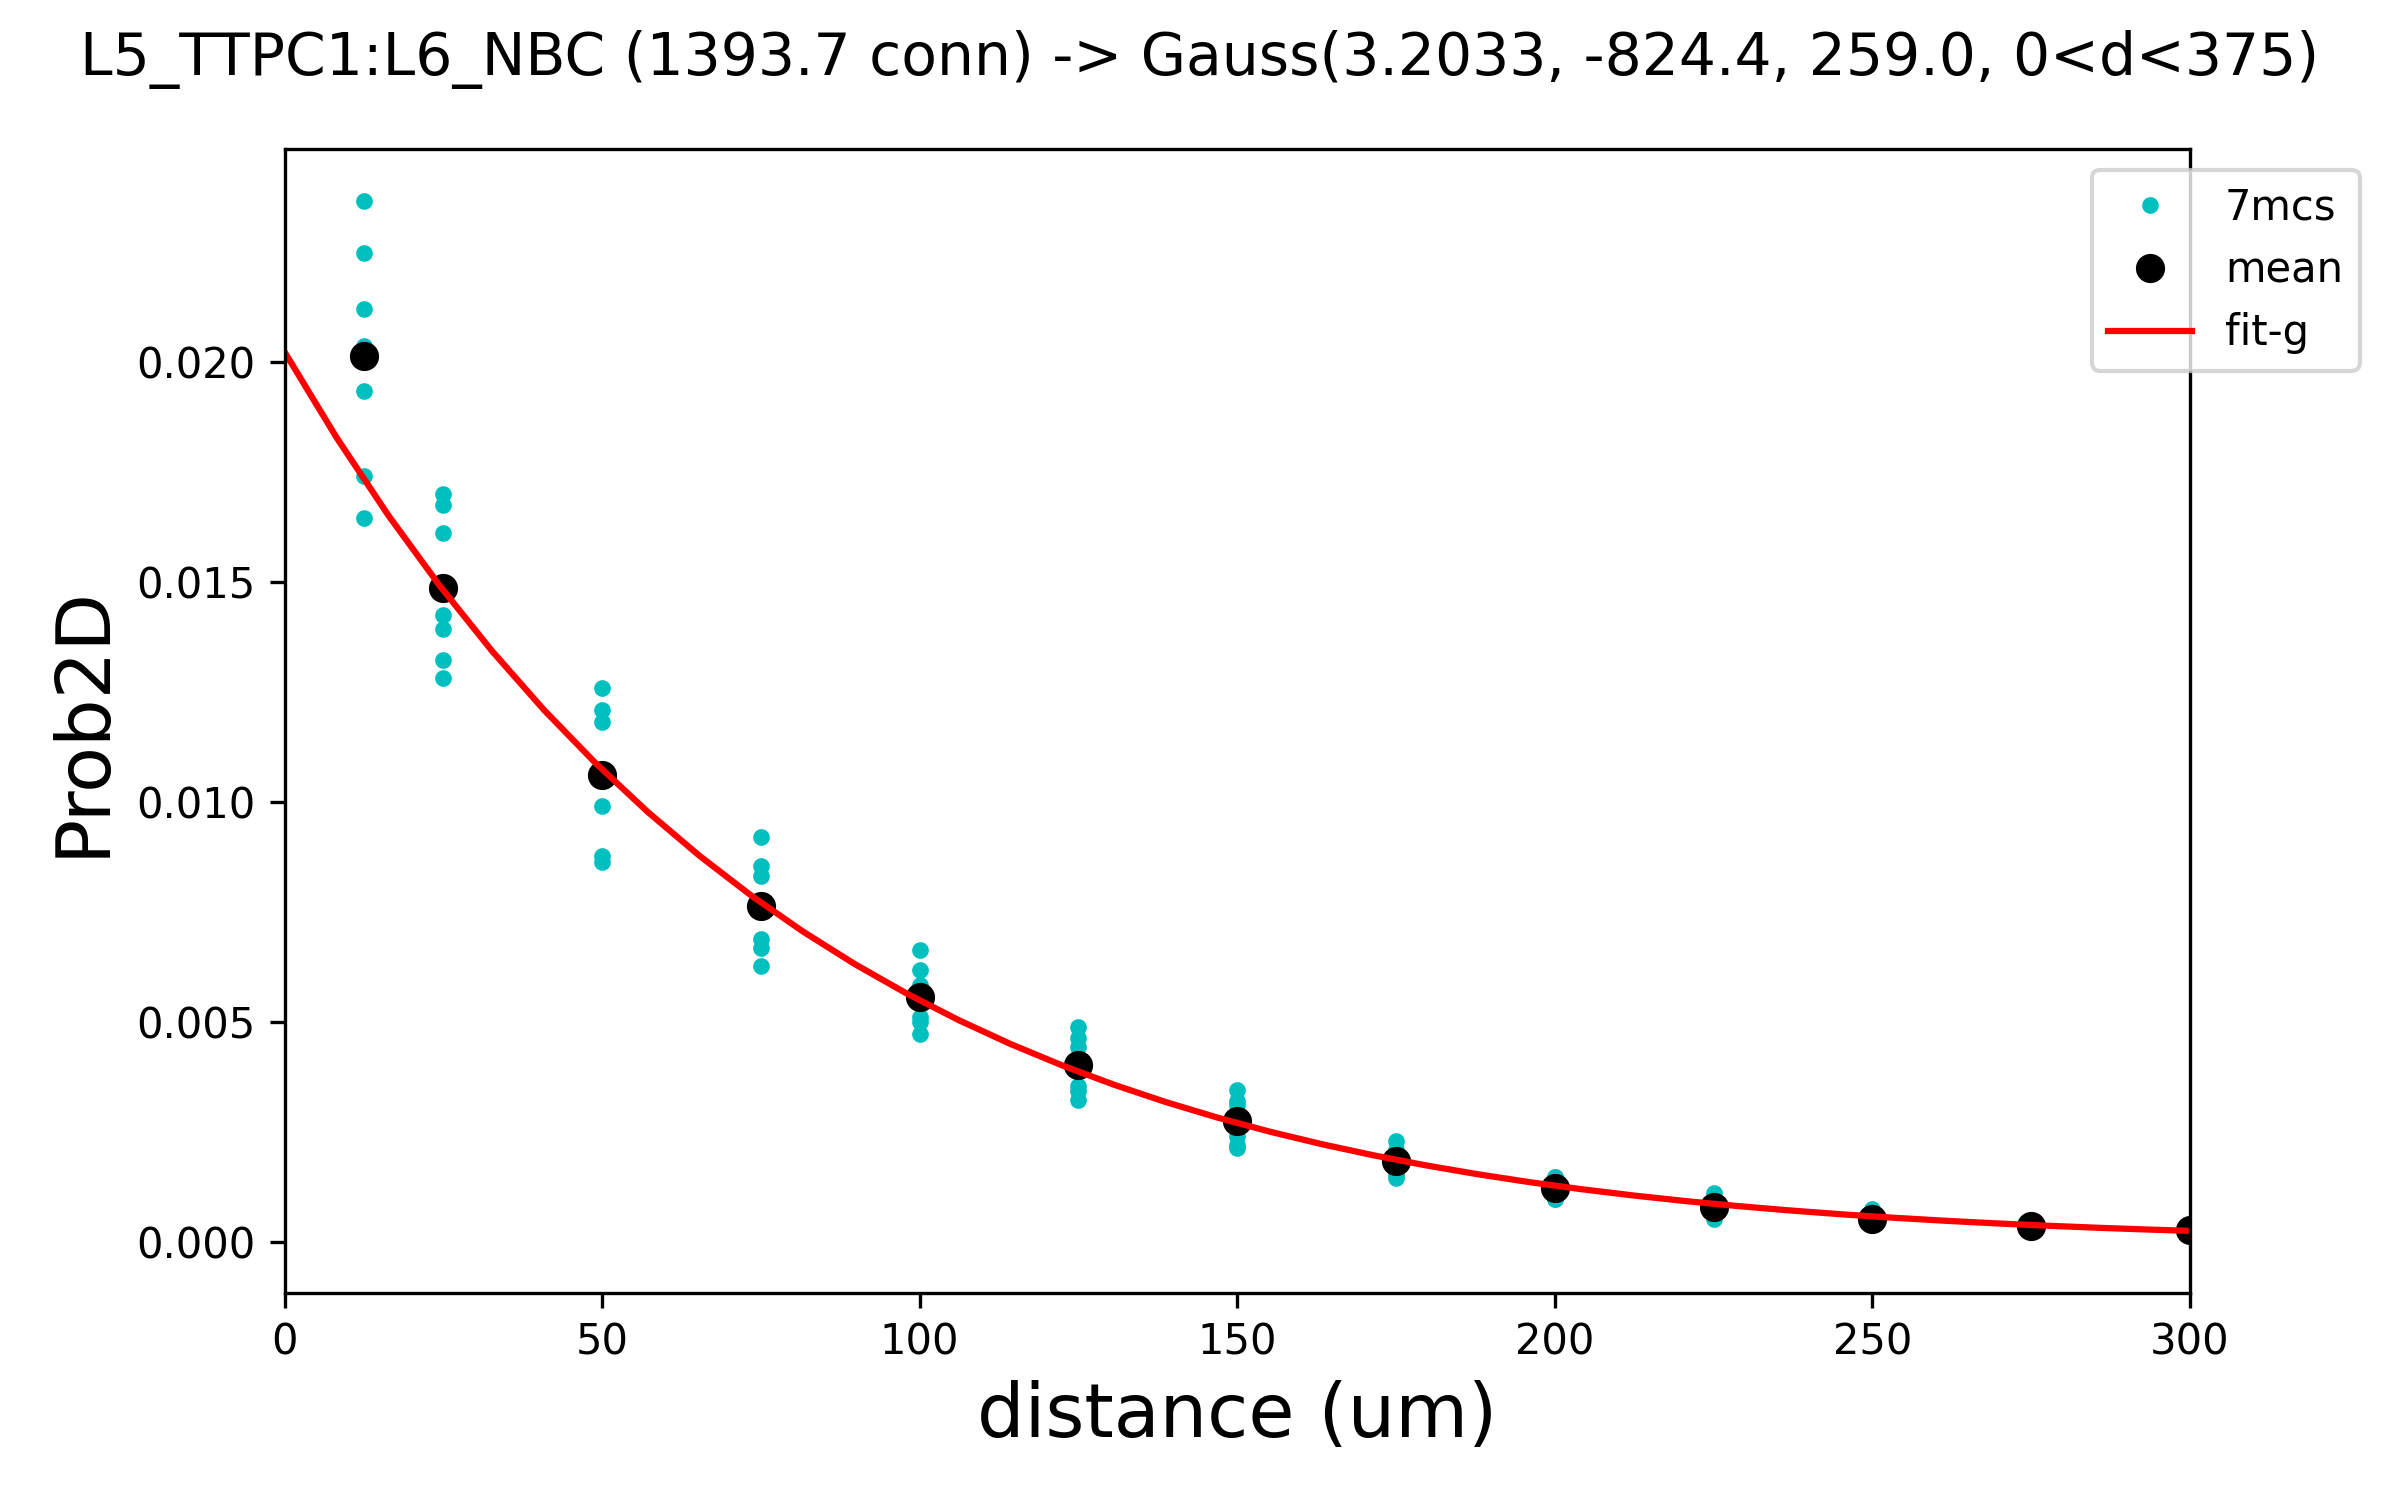 L5_TTPC1:L6_NBC (1393.7 conn) -> Gauss(3.2033, -824.4, 259.0, 0<d<375)
7mcs
mean
fit-g
Prob2D
0.020
0.015
0.010
0.005
0.000
0 50 100 150 200 250 300
distance (um)